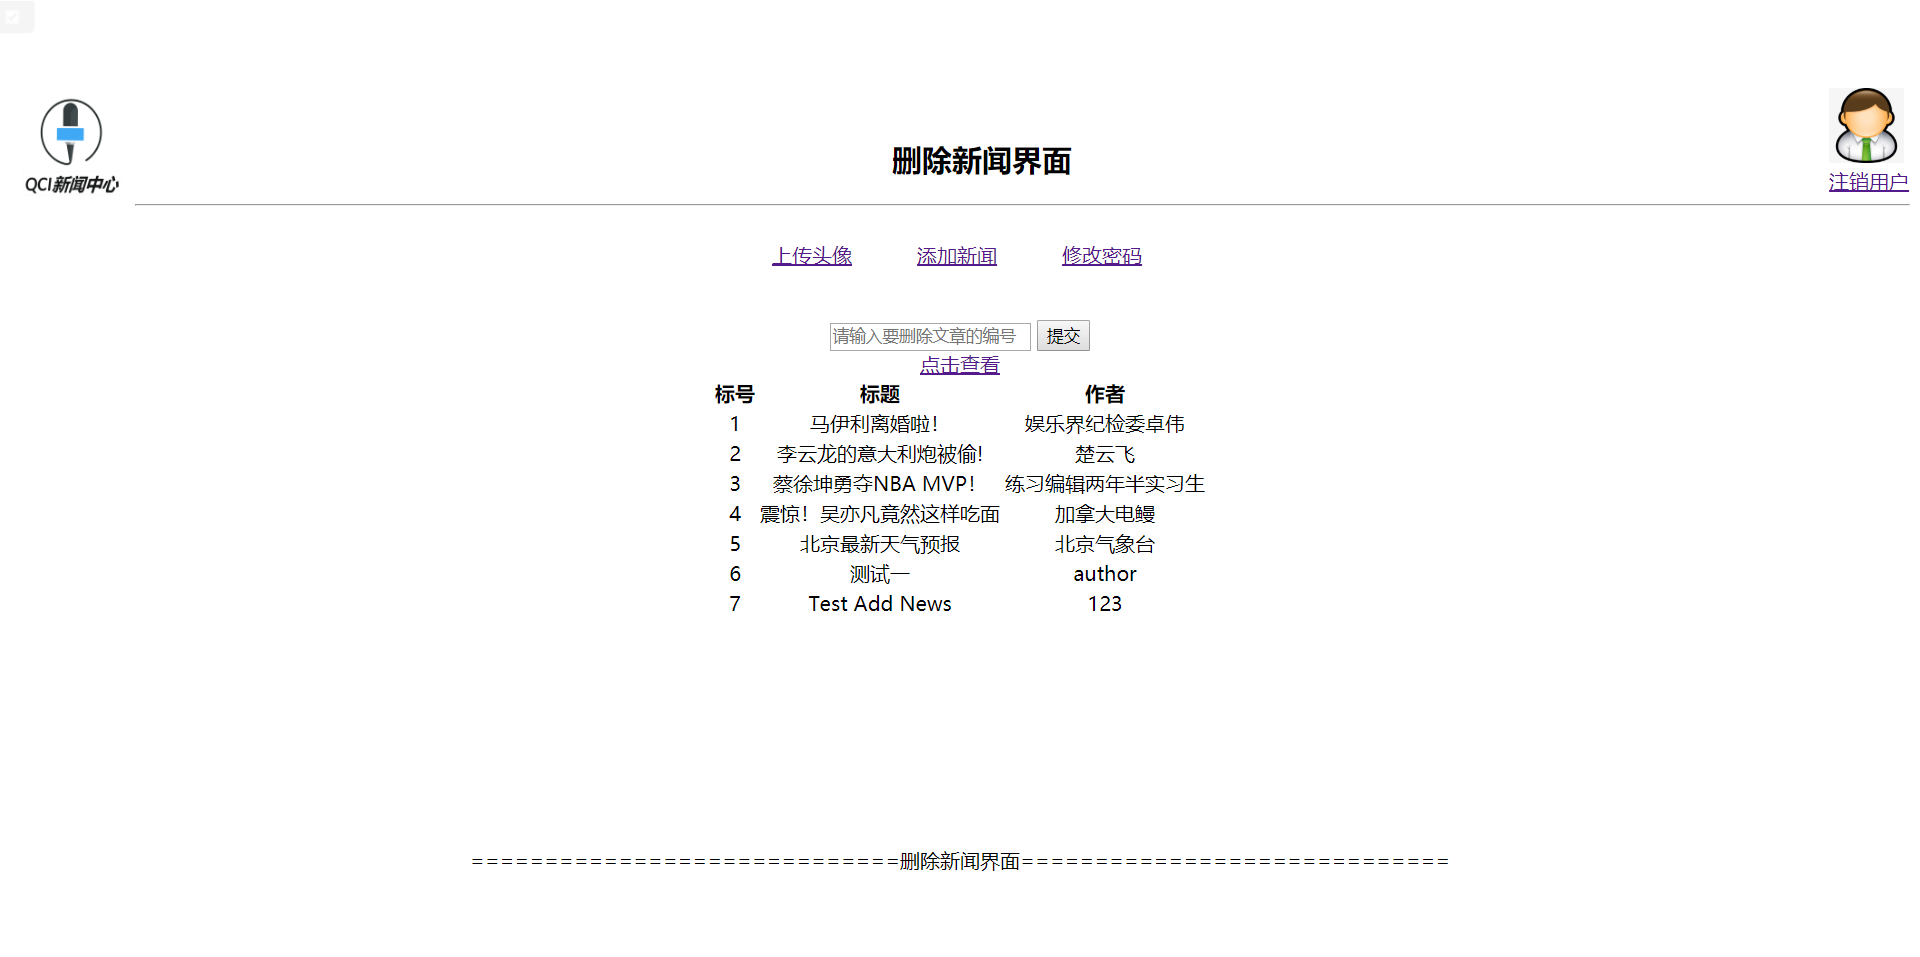 QCI新闻中心
删除新闻界面
注销用户
上传头像 添加新闻 修改密码
请输入要删除文章的编号 提交
点击查看
标号 标题 作者
1 马伊利离婚啦！ 娱乐界纪检委卓伟
2 李云龙的意大利炮被偷! 楚云飞
3 蔡徐坤勇夺NBA MVP！ 练习编辑两年半实习生
4 震惊！吴亦凡竟然这样吃面 加拿大电鳗
5 北京最新天气预报 北京气象台
6 测试一 author
7 Test Add News 123
=============================删除新闻界面=============================